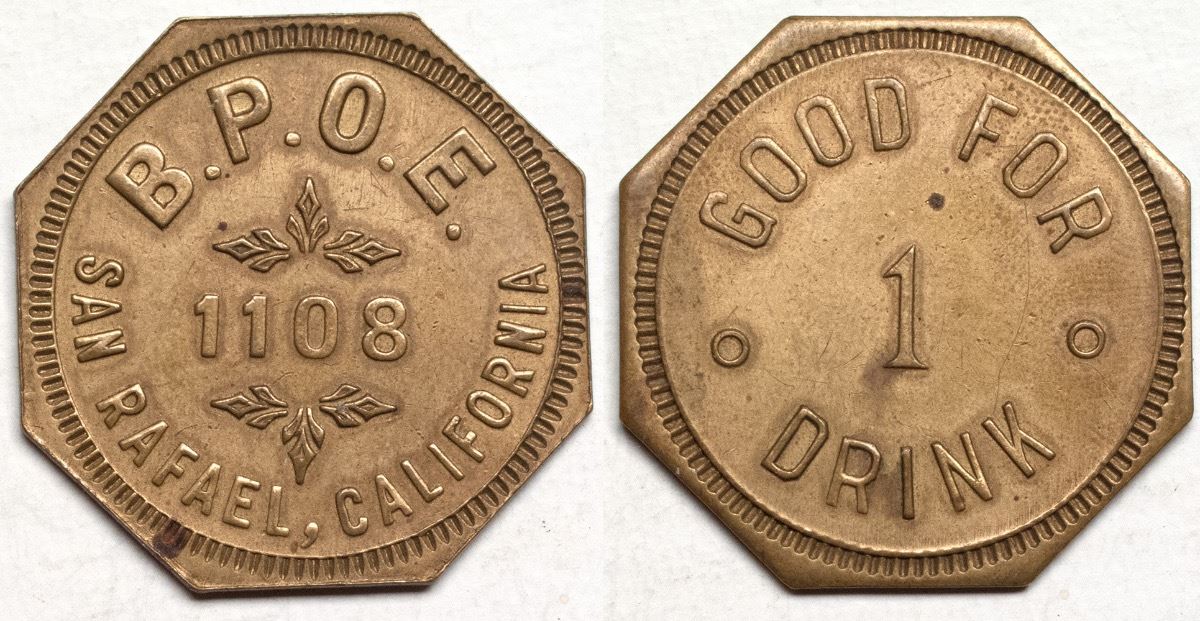 B.P.O.E.
1108
SAN RAFAEL, CALIFORNIA
GOOD FOR
1
DRINK